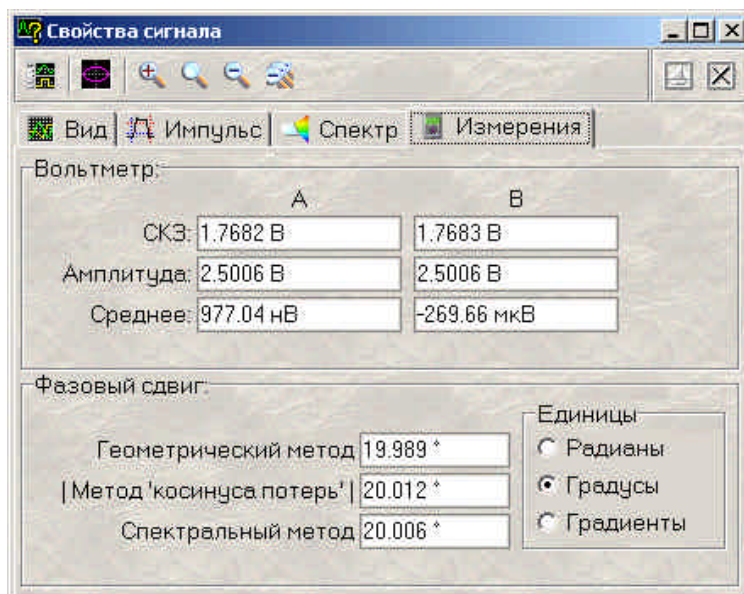 Свойства сигнала
Вид Импульс Спектр Измерения
Вольтметр:
А В
СКЗ: 1.7682 В 1.7683 В
Амплитуда: 2.5006 В 2.5006 В
Среднее: 977.04 нВ -269.66 мкВ
Фазовый сдвиг:
Единицы
Геометрический метод 19.989 ° Радианы
|Метод 'косинуса потерь'| 20.012 ° Градусы
Спектральный метод 20.006 ° Градиенты